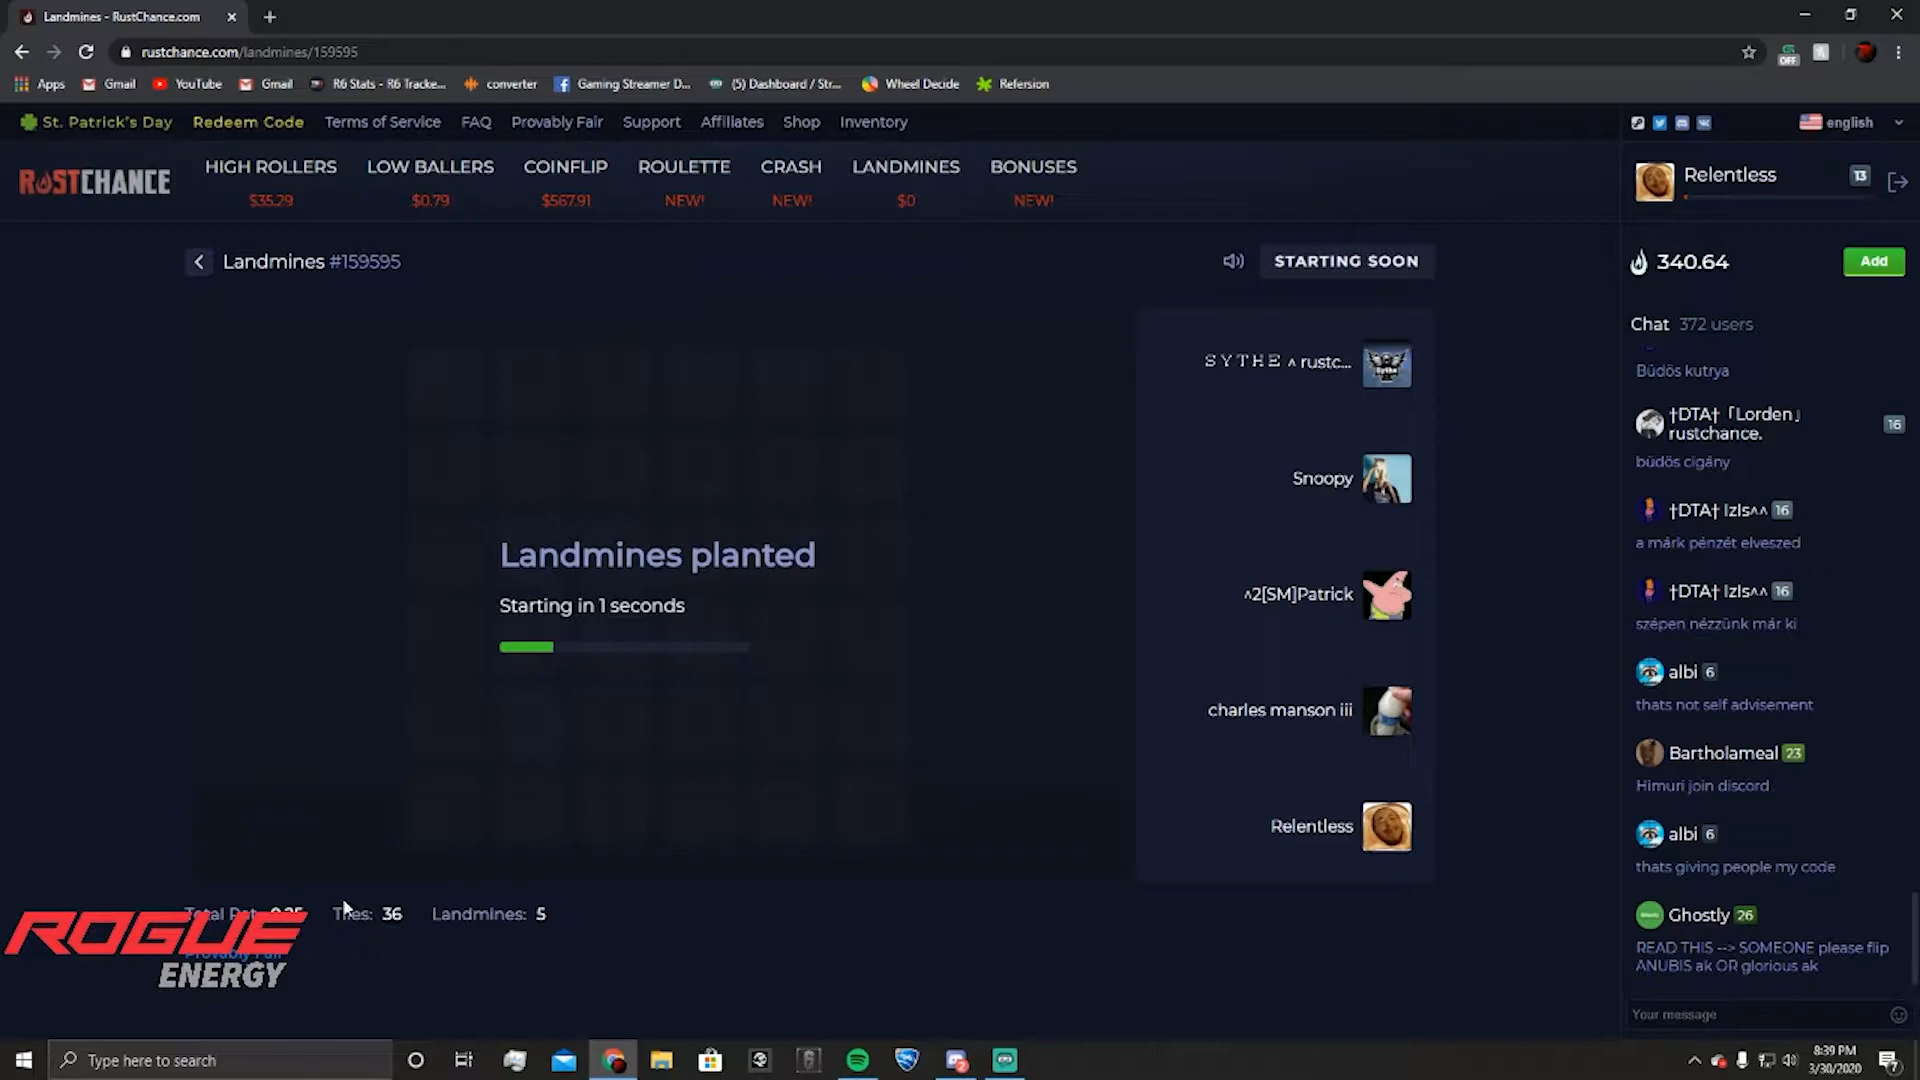 Landmines - RustChance.com
rustchance.com/landmines/159595
OFF
Apps
Gmail
YouTube
Gmail
R6 Stats - R6 Tracke...
converter
Gaming Streamer D...
(5) Dashboard / Str...
Wheel Decide
Refersion
St. Patrick's Day
Redeem Code
Terms of Service
FAQ
Provably Fair
Support
Affiliates
Shop
Inventory
english
RUSTCHANCE
HIGH ROLLERS
LOW BALLERS
COINFLIP
ROULETTE
CRASH
LANDMINES
BONUSES
$35.29
$0.79
$567.91
NEW!
NEW!
$0
NEW!
Relentless
13
Landmines #159595
STARTING SOON
340.64
Add
Landmines planted
Starting in 1 seconds
S Y T H E ^ rustc...
Snoopy
^2[SM]Patrick
charles manson iii
Relentless
Tiles: 36
Landmines: 5
ROGUE
ENERGY
Chat 372 users
Büdös kutrya
†DTA†「Lorden」
rustchance.
16
büdös cigány
†DTA† Izls^^ 16
a márk pénzét elveszed
†DTA† Izls^^ 16
szépen nézzünk már ki
albi 6
thats not self advisement
Bartholameal 23
Himuri join discord
albi 6
thats giving people my code
Ghostly 26
READ THIS --> SOMEONE please flip
ANUBIS ak OR glorious ak
Your message
Type here to search
8:39 PM
3/30/2020